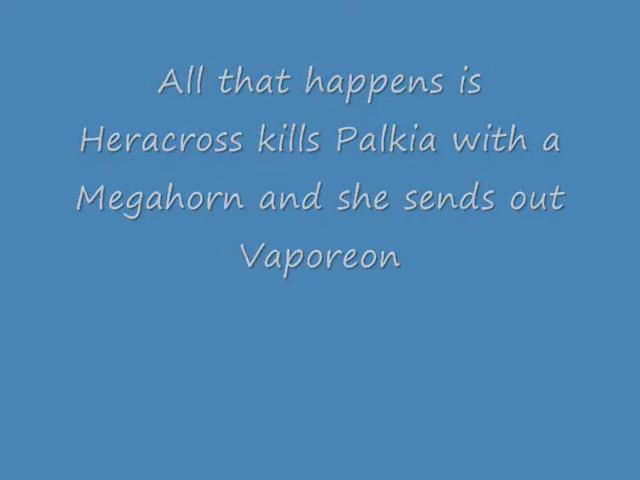 All that happens is
Heracross kills Palkia with a
Megahorn and she sends out
Vaporeon